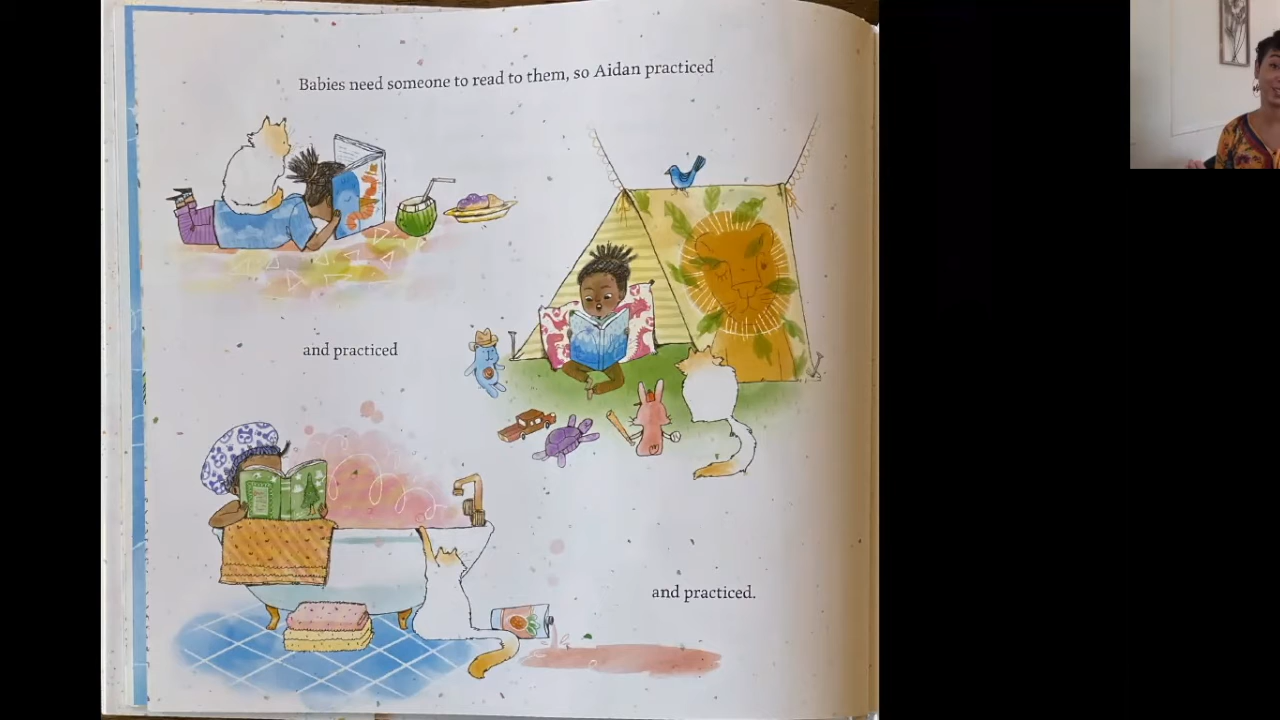 Babies need someone to read to them, so Aidan practiced
and practiced
and practiced.